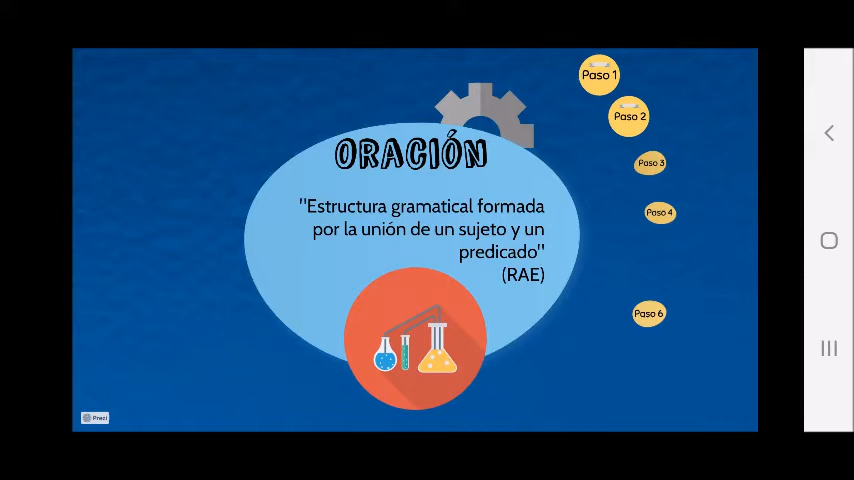 ORACIÓN
"Estructura gramatical formada
por la unión de un sujeto y un
predicado"
(RAE)
Paso 1
Paso 2
Paso 3
Paso 4
Paso 6
Prezi